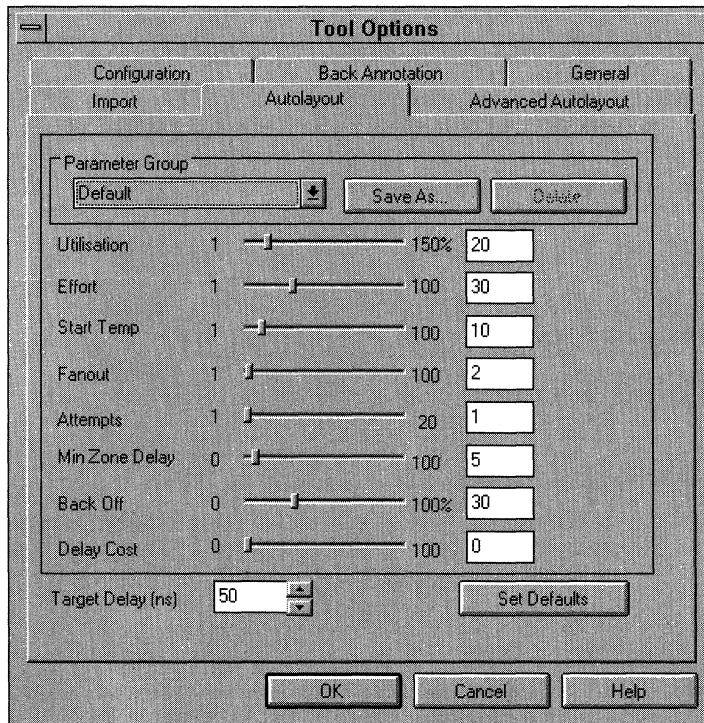 Tool Options
Configuration Back Annotation General
Import Autolayout Advanced Autolayout
Parameter Group
Default Save As... Delete
Utilisation 1 150% 20
Effort 1 100 30
Start Temp 1 100 10
Fanout 1 100 2
Attempts 1 20 1
Min Zone Delay 0 100 5
Back Off 0 100% 30
Delay Cost 0 100 0
Target Delay (ns) 50 Set Defaults
OK Cancel Help